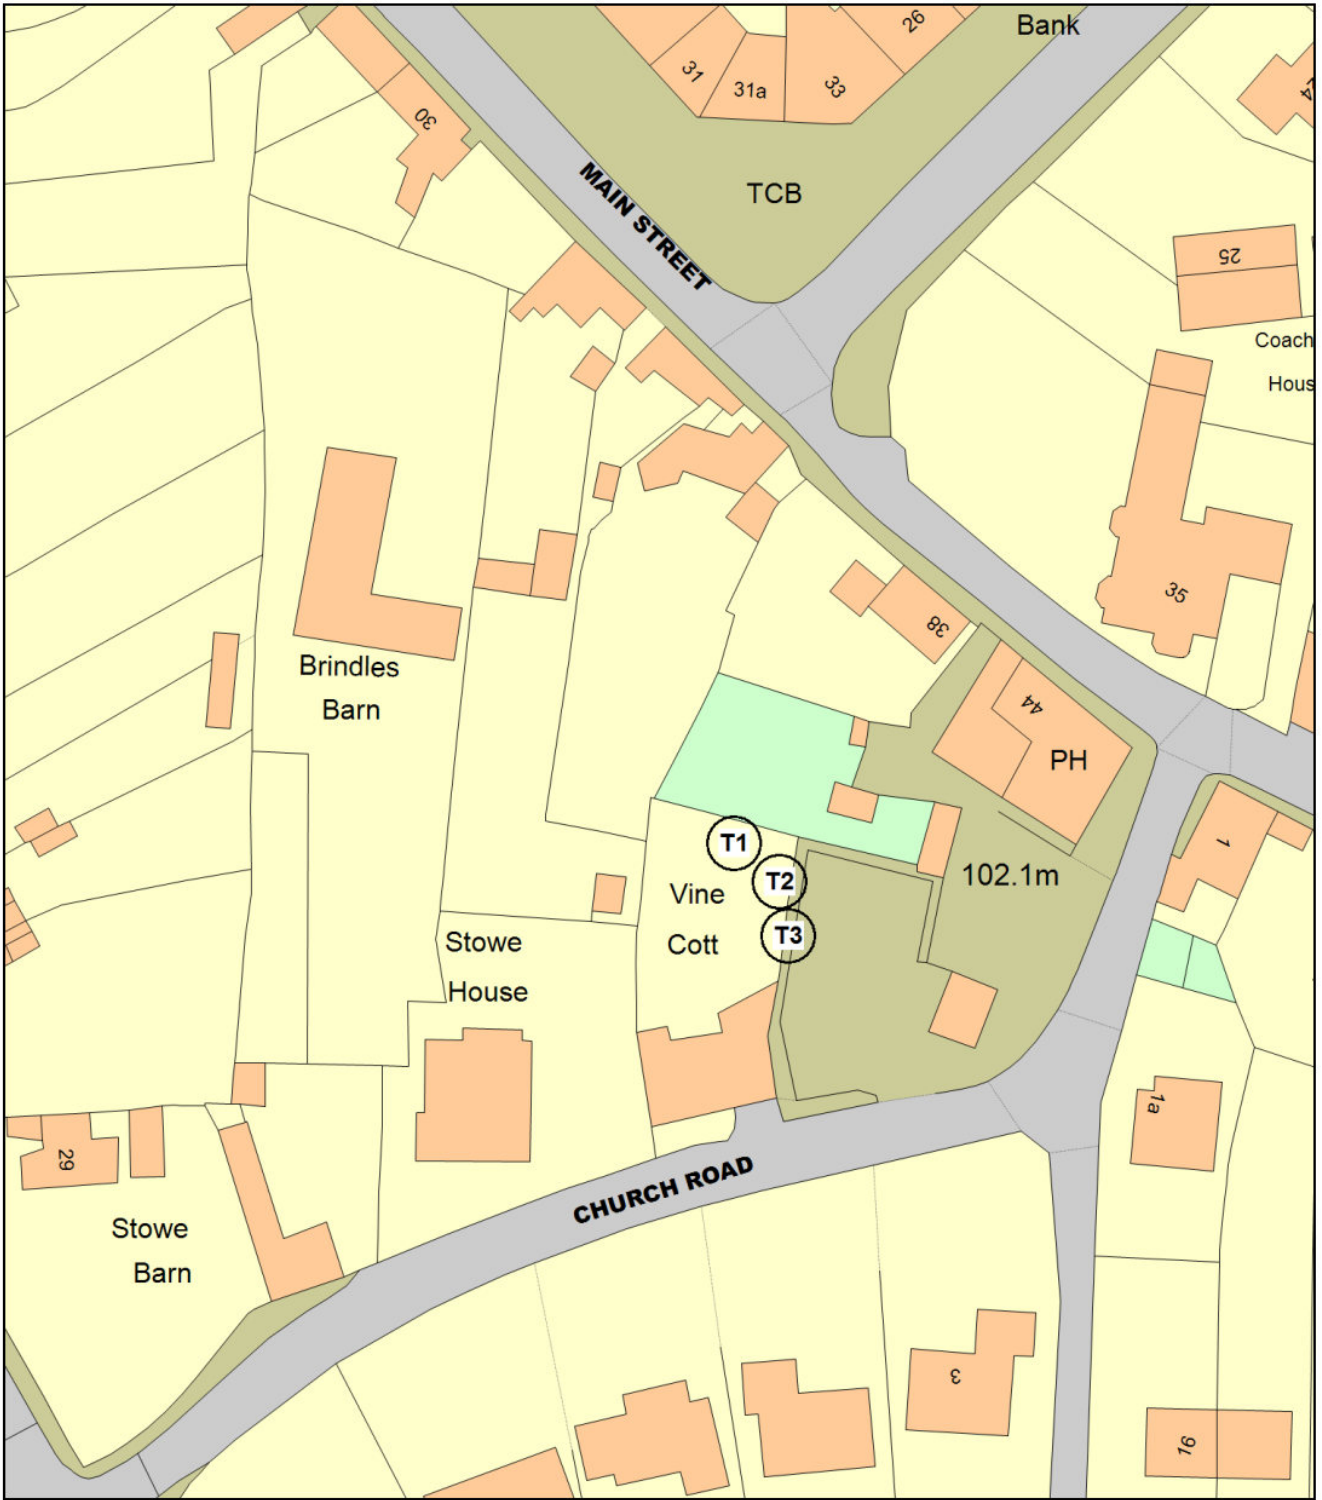 Bank
26
31
31a
33
24
30
MAIN STREET
TCB
25
Coach
Hous
35
38
Brindles
Barn
44
PH
1
T1
T2
T3
102.1m
Vine
Cott
Stowe
House
1a
29
CHURCH ROAD
Stowe
Barn
3
16